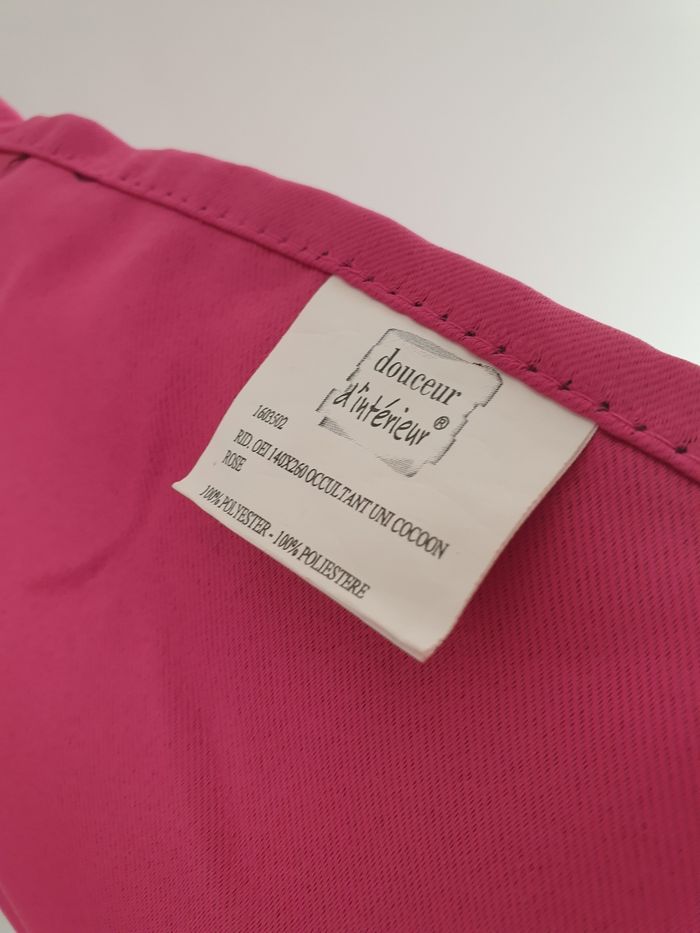 douceur
d'intérieur®
1603502
RID. OEI 140X260 OCCULTANT UNI COCOON
ROSE
100% POLYESTER - 100% POLIESTERE